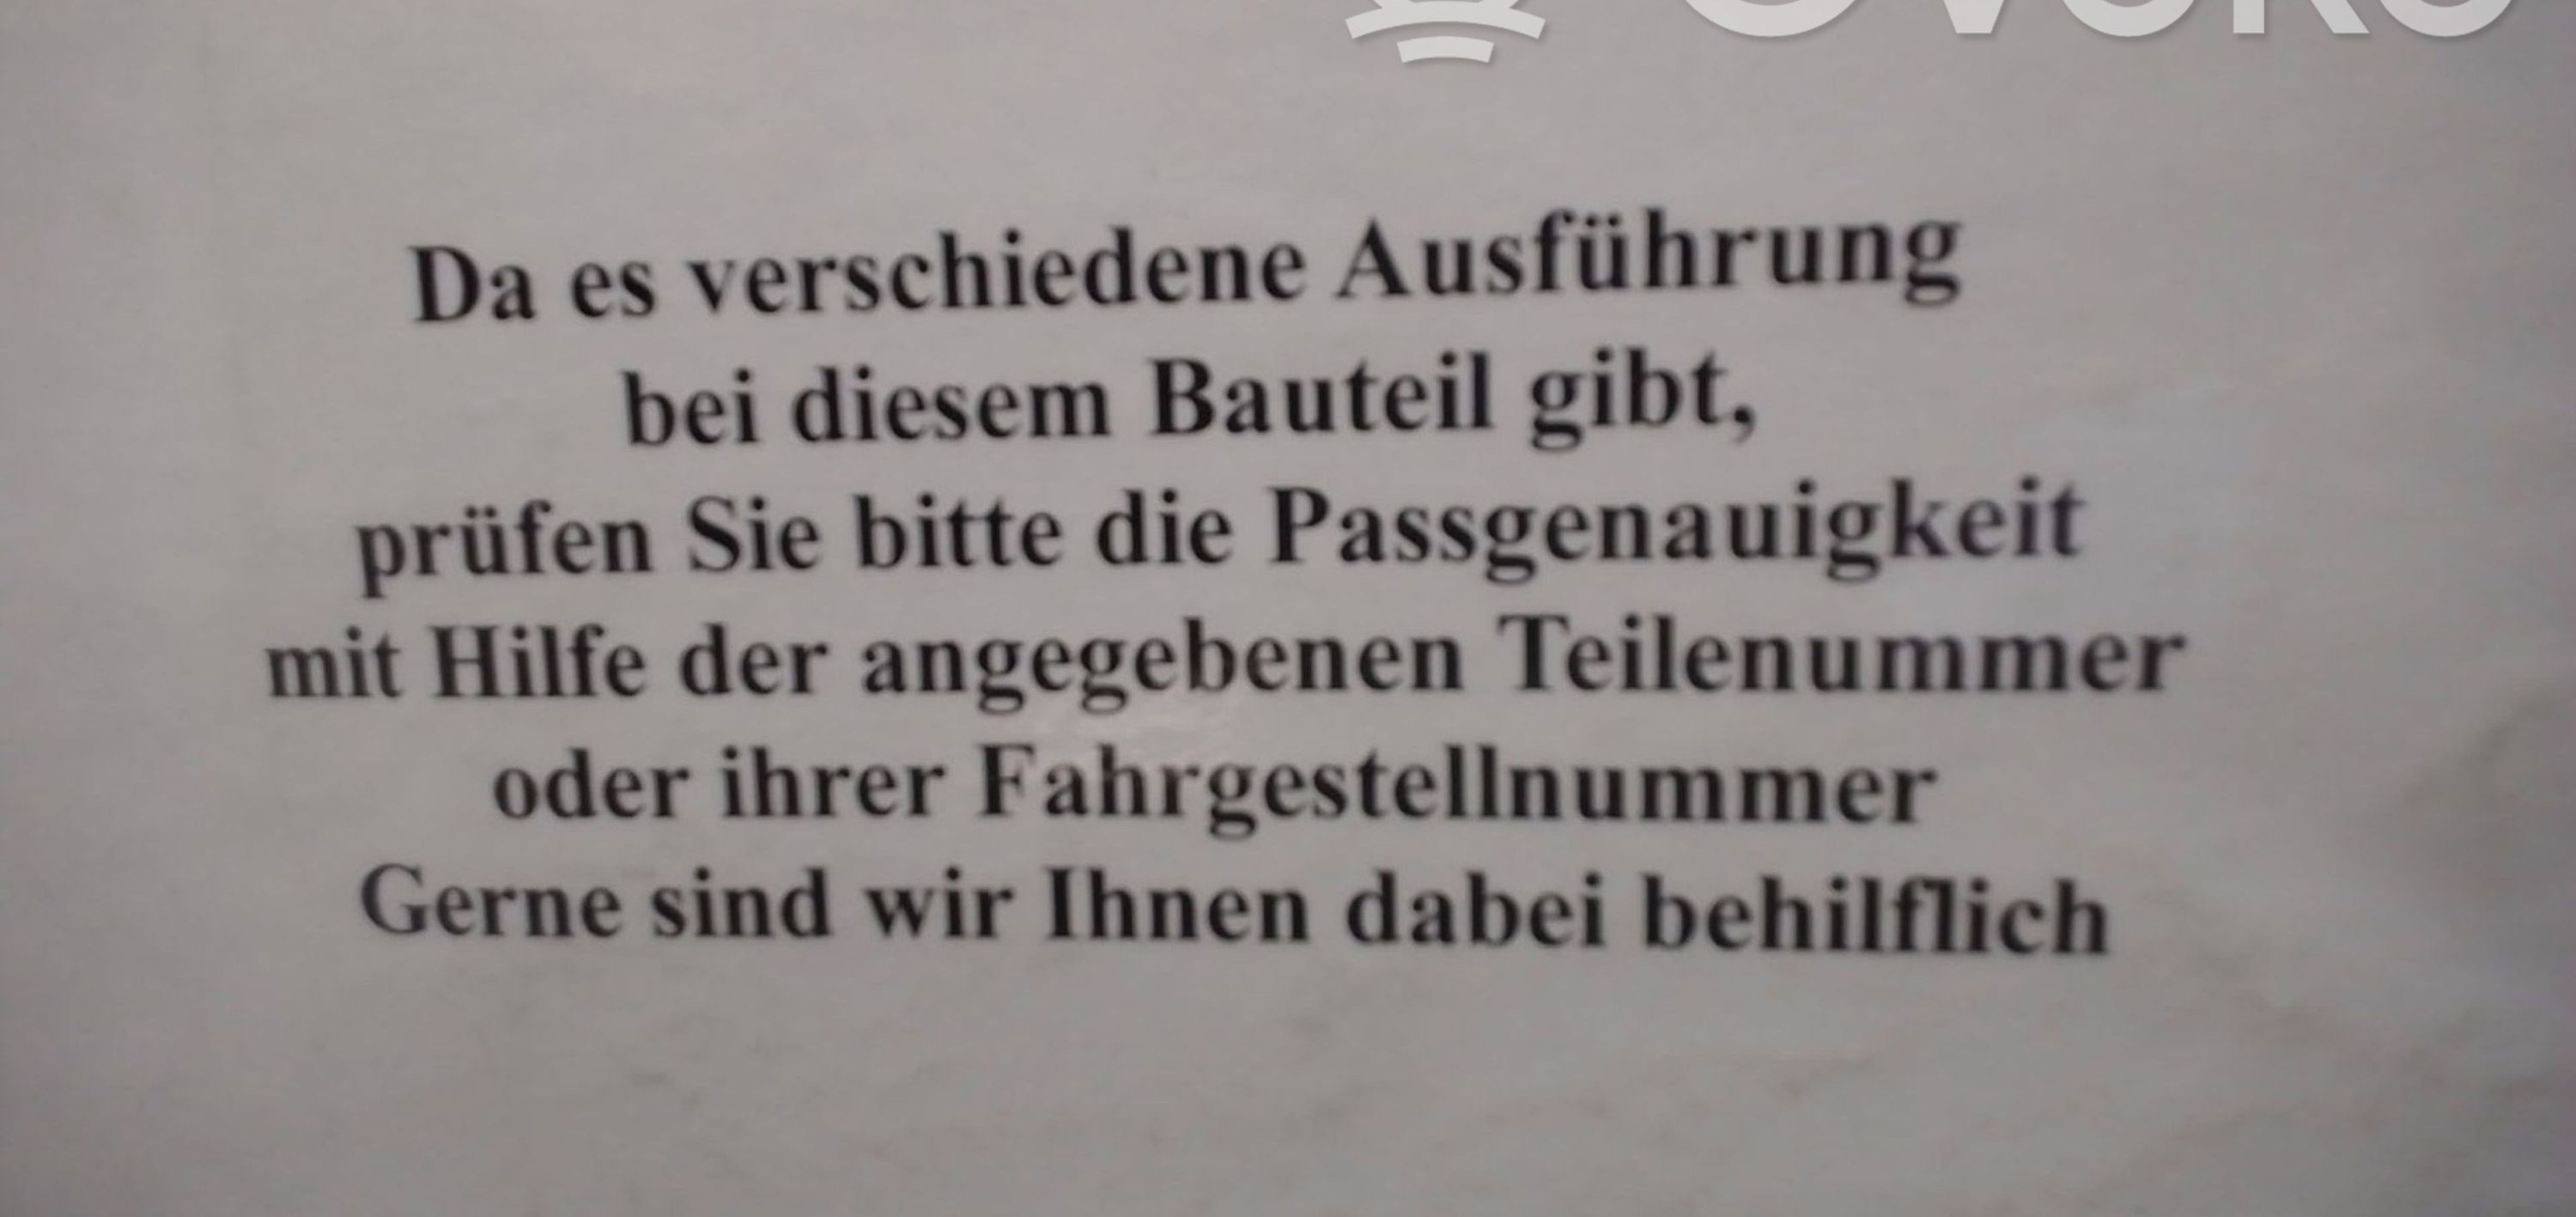 Da es verschiedene Ausführung
bei diesem Bauteil gibt,
prüfen Sie bitte die Passgenauigkeit
mit Hilfe der angegebenen Teilenummer
oder ihrer Fahrgestellnummer
Gerne sind wir Ihnen dabei behilflich